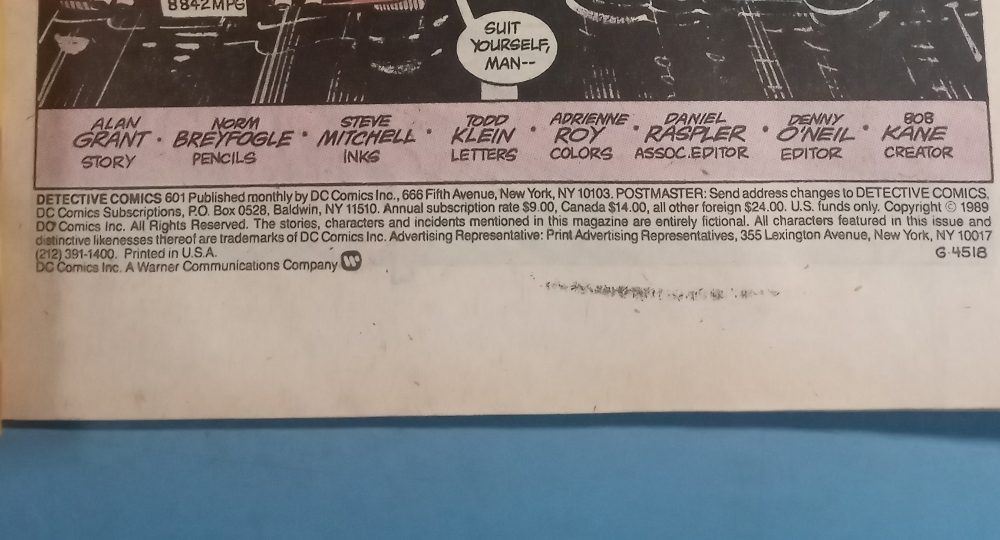 8842MPG
SUIT
YOURSELF,
MAN--
ALAN GRANT • NORM BREYFOGLE • STEVE MITCHELL • TODD KLEIN • ADRIENNE ROY • DANIEL RASPLER • DENNY O'NEIL • BOB KANE
STORY PENCILS INKS LETTERS COLORS ASSOC.EDITOR EDITOR CREATOR
DETECTIVE COMICS 601 Published monthly by DC Comics Inc., 666 Fifth Avenue, New York, NY 10103. POSTMASTER: Send address changes to DETECTIVE COMICS,
DC Comics Subscriptions, P.O. Box 0528, Baldwin, NY 11510. Annual subscription rate $9.00, Canada $14.00, all other foreign $24.00. U.S. funds only. Copyright © 1989
DC Comics Inc. All Rights Reserved. The stories, characters and incidents mentioned in this magazine are entirely fictional. All characters featured in this issue and
distinctive likenesses thereof are trademarks of DC Comics Inc. Advertising Representative: Print Advertising Representatives, 355 Lexington Avenue, New York, NY 10017
(212) 391-1400. Printed in U.S.A. G-4518
DC Comics Inc. A Warner Communications Company